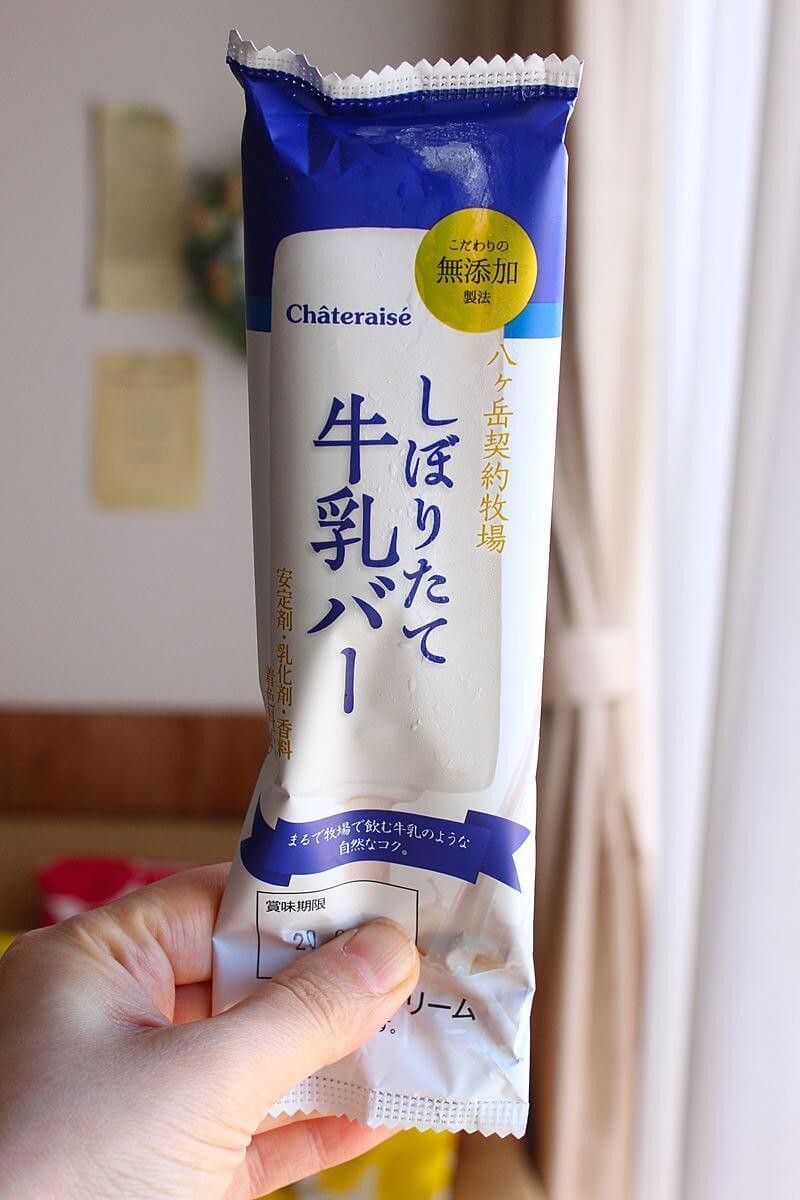 こだわりの
無添加
製法
Châteraisé
八ヶ岳契約牧場
しぼりたて
牛乳バー
安定剤・乳化剤・香料
まるで牧場で飲む牛乳のような
自然なコク。
賞味期限
20
リーム
す。